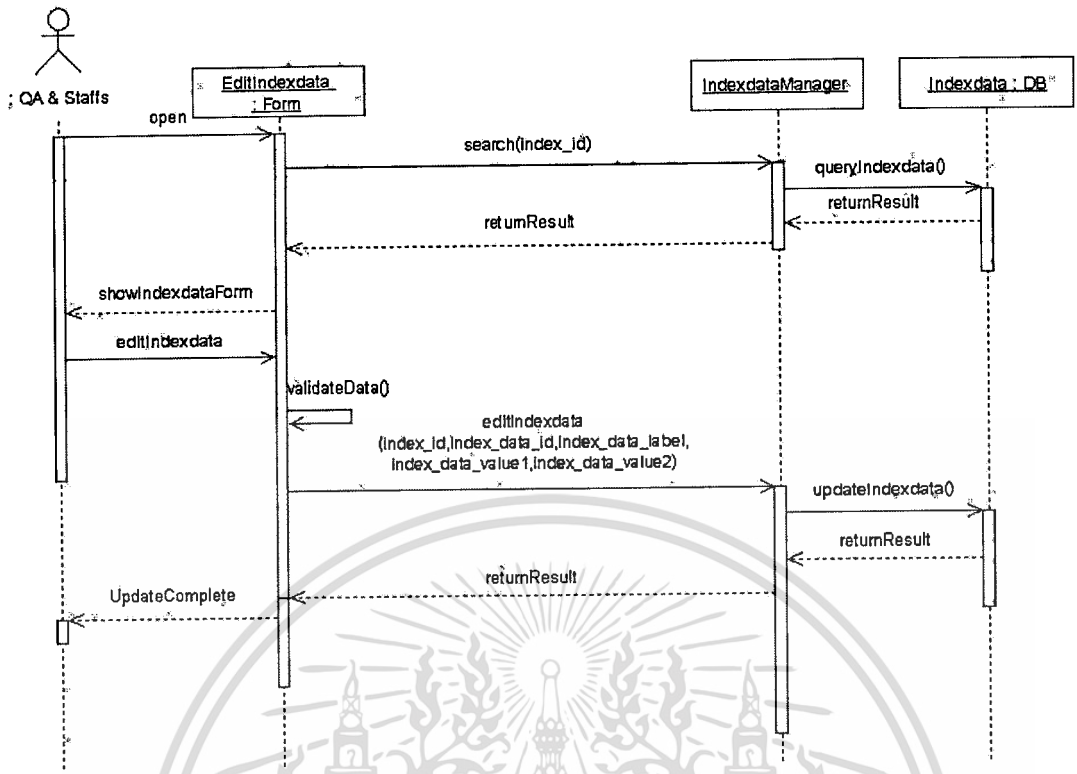 : QA & Staffs
EditIndexdata
: Form
IndexdataManager
Indexdata : DB
open
search(index_id)
queryIndexdata()
returnResult
returnResult
showIndexdataForm
editIndexdata
validateData()
editIndexdata
(index_id,index_data_id,index_data_label,
index_data_value1,index_data_value2)
updateIndexdata()
returnResult
returnResult
UpdateComplete